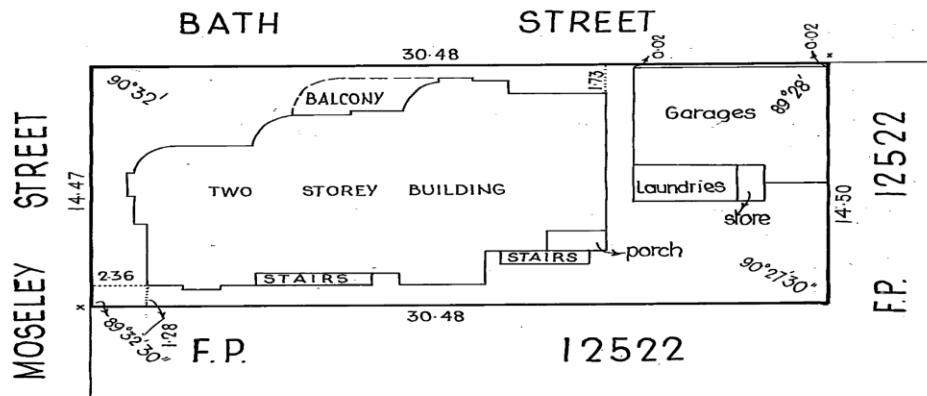 BATH STREET
30·48
0·02
0·02
90°32'
BALCONY
1·73
89°28'
Garages
MOSELEY STREET
14·47
TWO STOREY BUILDING
Laundries
store
12522
F.P.
14·50
porch
STAIRS
STAIRS
2·36
90°27'30"
89°32'30"
1·28
30·48
F.P. 12522